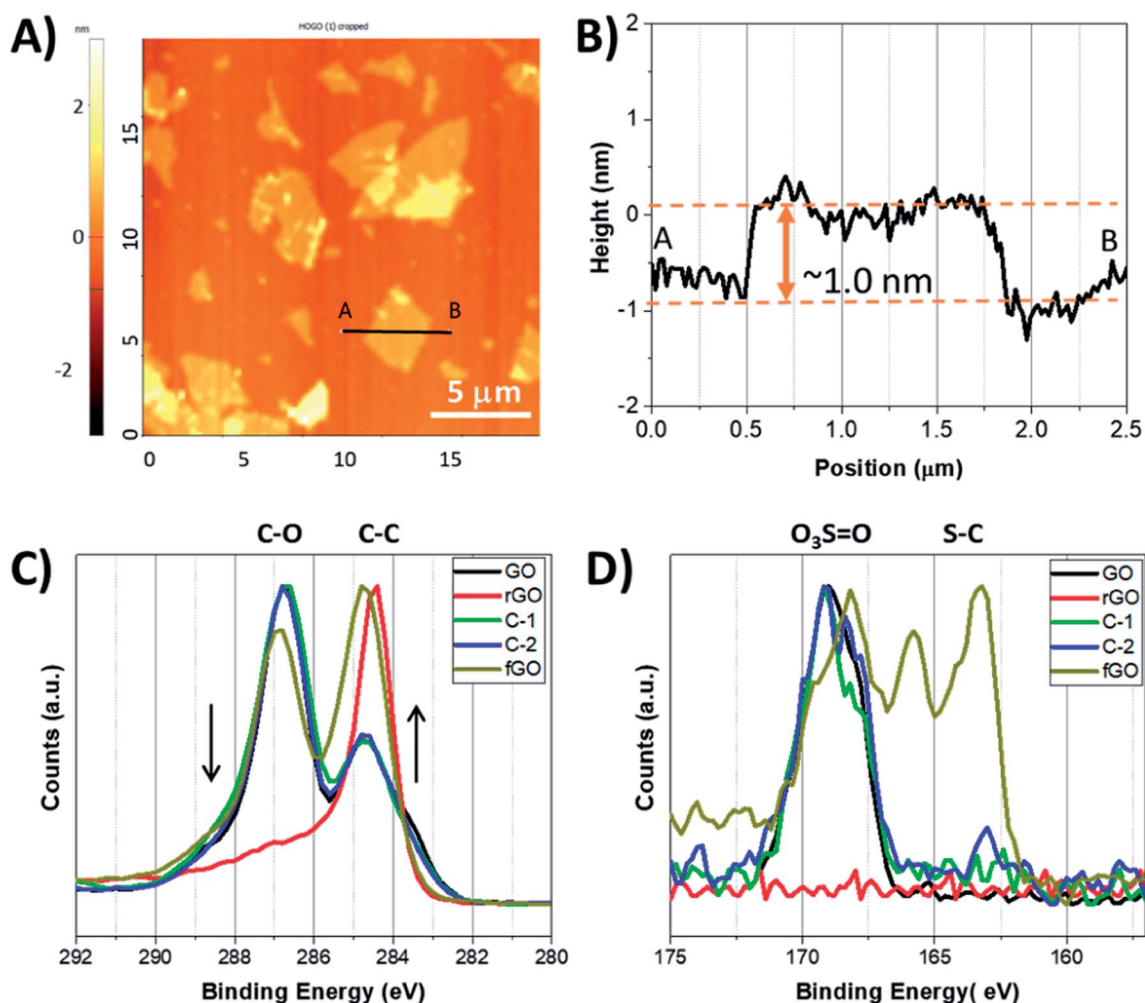 A)
HOGO (1) cropped
nm
2
0
-2
15
10
5
0
A B
5 μm
0 5 10 15
B)
2
1
0
-1
-2
Height (nm)
A
B
~1.0 nm
0.0 0.5 1.0 1.5 2.0 2.5
Position (μm)
C)
C-O C-C
GO
rGO
C-1
C-2
fGO
Counts (a.u.)
292 290 288 286 284 282 280
Binding Energy (eV)
D)
O₃S=O S-C
GO
rGO
C-1
C-2
fGO
Counts (a.u.)
175 170 165 160
Binding Energy( eV)